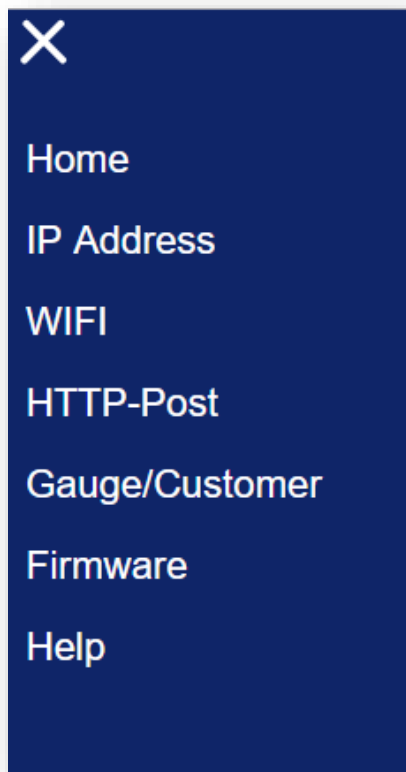 Home
IP Address
WIFI
HTTP-Post
Gauge/Customer
Firmware
Help